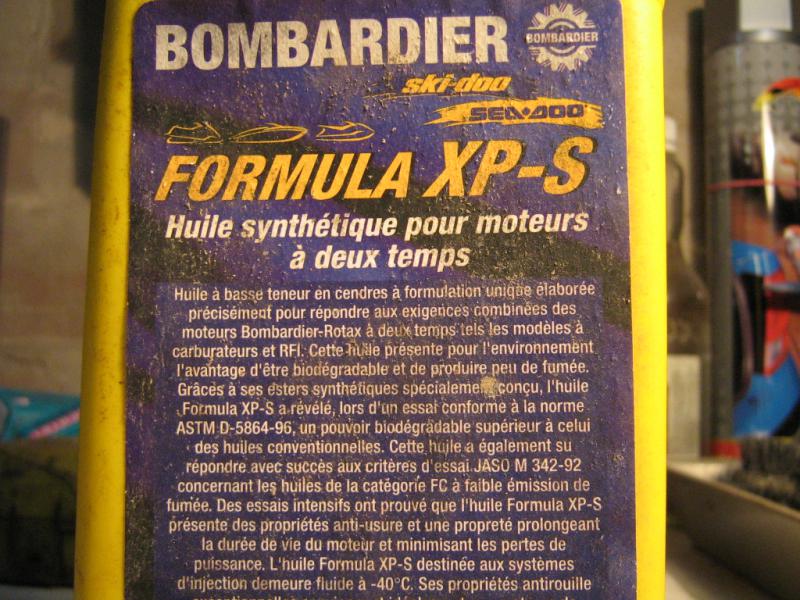 BOMBARDIER
BOMBARDIER
ski-doo
SEA-DOO
FORMULA XP-S
Huile synthétique pour moteurs
à deux temps
Huile à basse teneur en cendres à formulation unique élaborée
précisément pour répondre aux exigences combinées des
moteurs Bombardier-Rotax à deux temps tels les modèles à
carburateurs et RFI. Cette huile présente pour l'environnement
l'avantage d'être biodégradable et de produire peu de fumée.
Grâces à ses esters synthétiques spécialement conçu, l'huile
Formula XP-S a révélé, lors d'un essai conforme à la norme
ASTM D-5864-96, un pouvoir biodégradable supérieur à celui
des huiles conventionnelles. Cette huile a également su
répondre avec succès aux critères d'essai JASO M 342-92
concernant les huiles de la catégorie FC à faible émission de
fumée. Des essais intensifs ont prouvé que l'huile Formula XP-S
présente des propriétés anti-usure et une propreté prolongeant
la durée de vie du moteur et minimisant les pertes de
puissance. L'huile Formula XP-S destinée aux systèmes
d'injection demeure fluide à -40°C. Ses propriétés antirouille